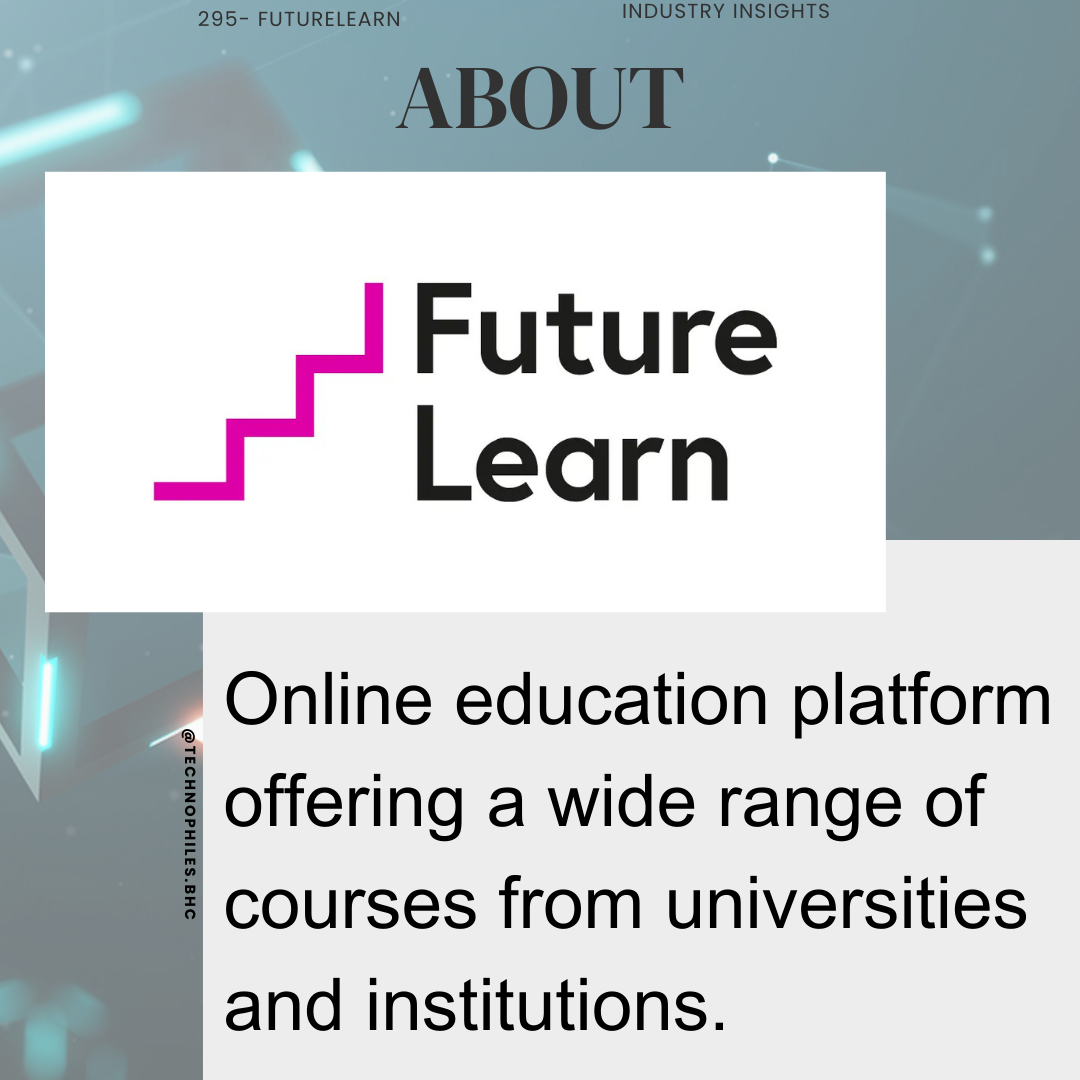 295- FUTURELEARN
INDUSTRY INSIGHTS
ABOUT
Future
Learn
@TECHNOPHILES.BHC
Online education platform
offering a wide range of
courses from universities
and institutions.